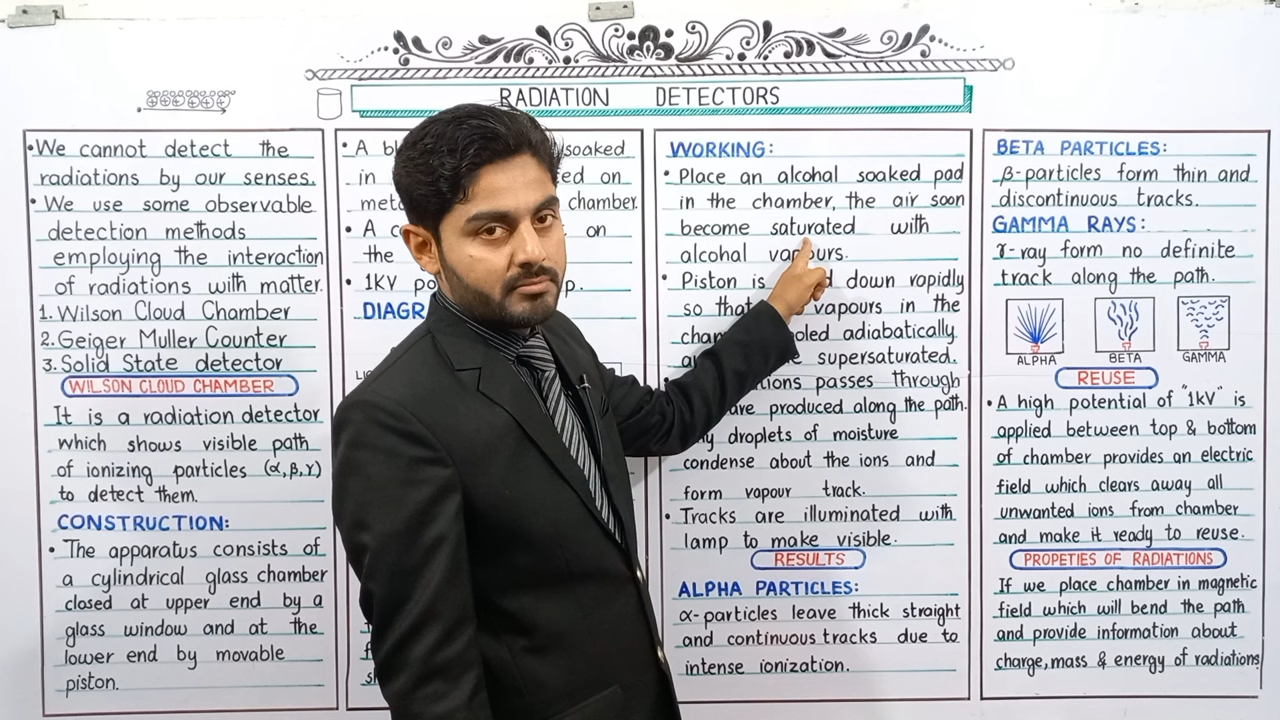 RADIATION DETECTORS
•We cannot detect the
radiations by our senses.
• We use some observable
detection methods
employing the interaction
of radiations with matter.
1. Wilson Cloud Chamber
2. Geiger Muller Counter
3. Solid State detector
WILSON CLOUD CHAMBER
It is a radiation detector
which shows visible path
of ionizing particles (α,β,γ)
to detect them.
CONSTRUCTION:
• The apparatus consists of
a cylindrical glass chamber
closed at upper end by a
glass window and at the
lower end by movable
piston.
• A soaked
in on
chamber.
• A on
the
• 1KV
WORKING:
• Place an alcohal soaked pad
in the chamber, the air soon
become saturated with
alcohal vapours.
• Piston is down rapidly
so that vapours in the
adiabatically
supersaturated.
passes through
are produced along the path.
droplets of moisture
condense about the ions and
form vapour track.
• Tracks are illuminated with
lamp to make visible.
RESULTS
ALPHA PARTICLES:
α-particles leave thick straight
and continuous tracks due to
intense ionization.
BETA PARTICLES:
β-particles form thin and
discontinuous tracks.
GAMMA RAYS:
γ-ray form no definite
track along the path.
ALPHA BETA GAMMA
REUSE
• A high potential of "1kV" is
applied between top & bottom
of chamber provides an electric
field which clears away all
unwanted ions from chamber
and make it ready to reuse.
PROPETIES OF RADIATIONS
If we place chamber in magnetic
field which will bend the path
and provide information about
charge, mass & energy of radiations